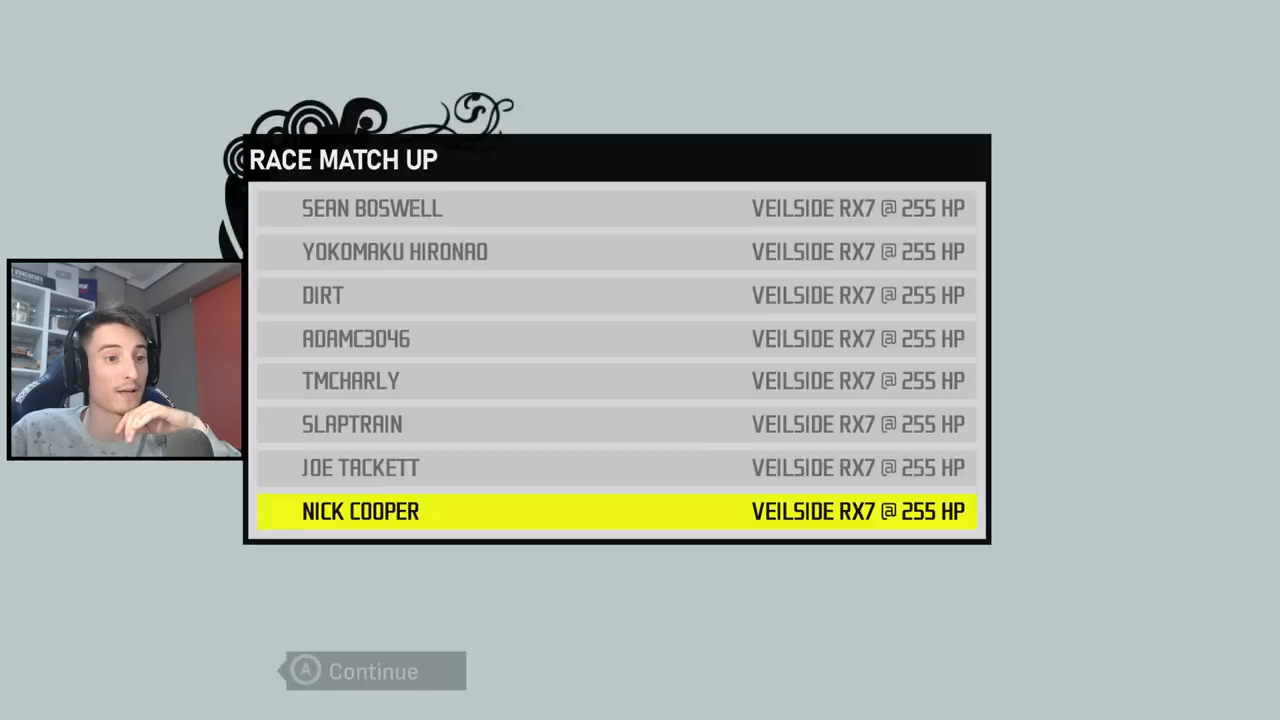 RACE MATCH UP
SEAN BOSWELL VEILSIDE RX7 @ 255 HP
YOKOMAKU HIRONAO VEILSIDE RX7 @ 255 HP
DIRT VEILSIDE RX7 @ 255 HP
ADAMC3046 VEILSIDE RX7 @ 255 HP
TMCHARLY VEILSIDE RX7 @ 255 HP
SLAPTRAIN VEILSIDE RX7 @ 255 HP
JOE TACKETT VEILSIDE RX7 @ 255 HP
NICK COOPER VEILSIDE RX7 @ 255 HP
A Continue